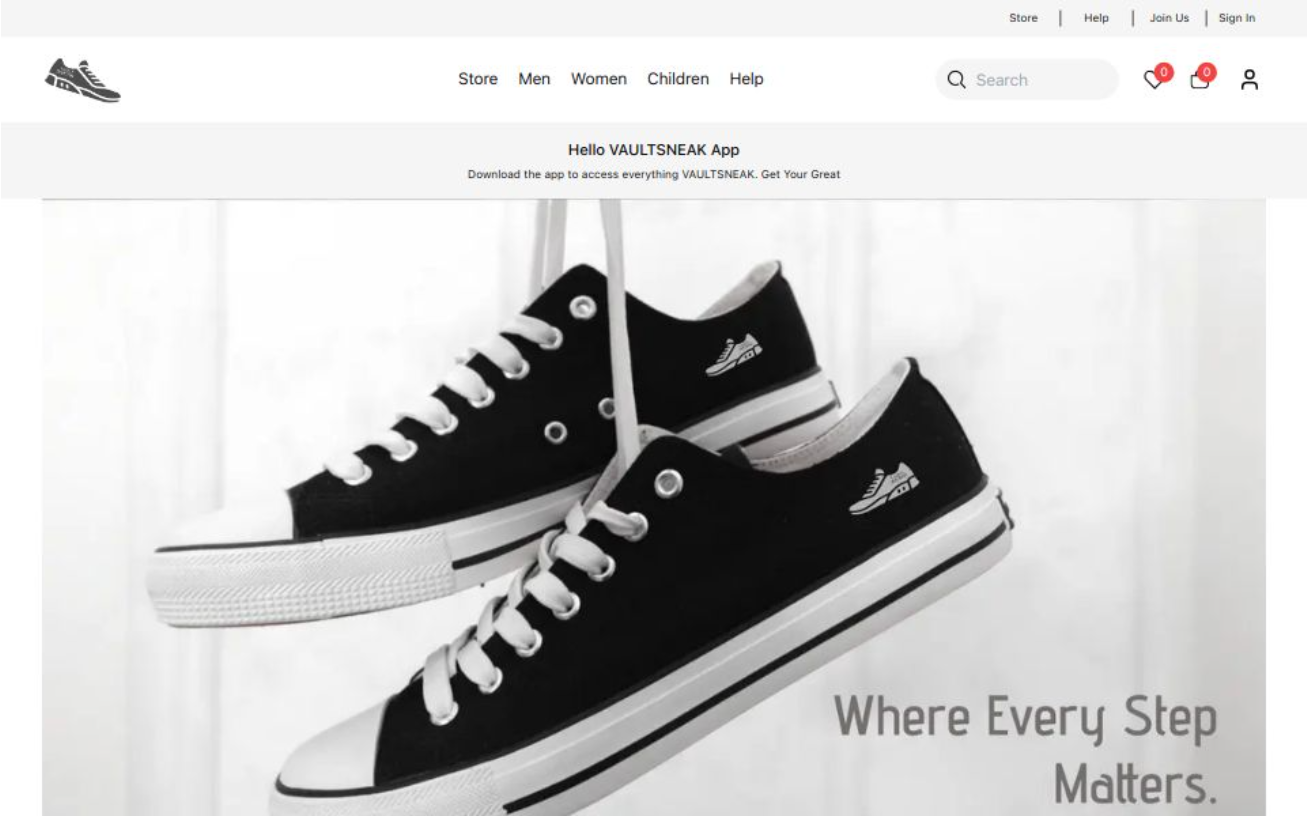 Store | Help | Join Us | Sign In
Store Men Women Children Help Search 0 0
Hello VAULTSNEAK App
Download the app to access everything VAULTSNEAK. Get Your Great
Where Every Step
Matters.